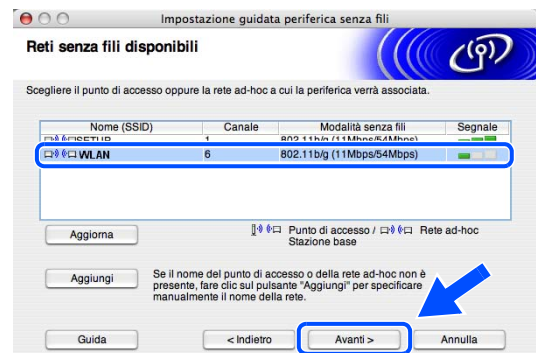 Impostazione guidata periferica senza fili
Reti senza fili disponibili
Scegliere il punto di accesso oppure la rete ad-hoc a cui la periferica verrà associata.
Nome (SSID) Canale Modalità senza fili Segnale
SETUP 1 802.11b/g (11Mbps/54Mbps)
WLAN 6 802.11b/g (11Mbps/54Mbps)
Aggiorna
Punto di accesso / Rete ad-hoc
Stazione base
Aggiungi
Se il nome del punto di accesso o della rete ad-hoc non è
presente, fare clic sul pulsante "Aggiungi" per specificare
manualmente il nome della rete.
Guida < Indietro Avanti > Annulla